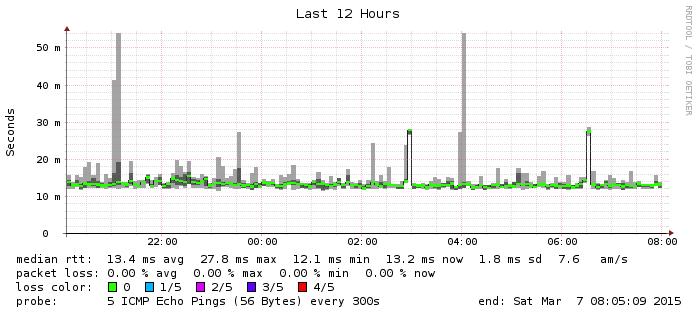 Last 12 Hours
RRDTOOL / TOBI OETIKER
Seconds
50 m
40 m
30 m
20 m
10 m
0
22:00 00:00 02:00 04:00 06:00 08:00
median rtt: 13.4 ms avg 27.8 ms max 12.1 ms min 13.2 ms now 1.8 ms sd 7.6 am/s
packet loss: 0.00 % avg 0.00 % max 0.00 % min 0.00 % now
loss color: 0 1/5 2/5 3/5 4/5
probe: 5 ICMP Echo Pings (56 Bytes) every 300s end: Sat Mar 7 08:05:09 2015